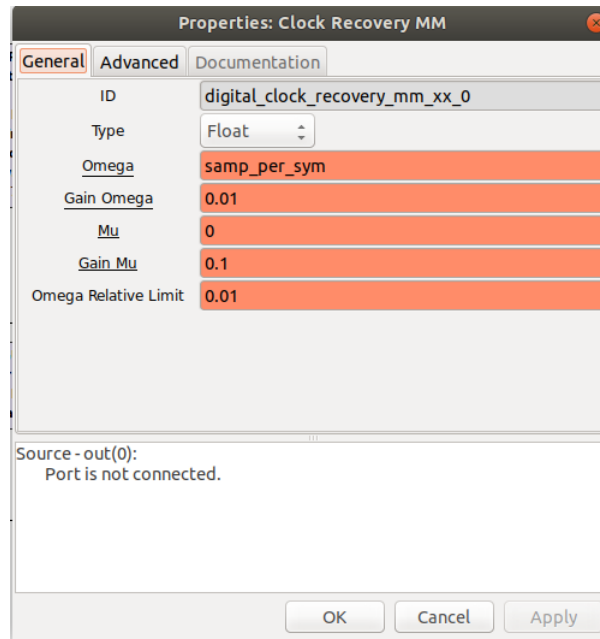 Properties: Clock Recovery MM
General Advanced Documentation
ID digital_clock_recovery_mm_xx_0
Type Float
Omega samp_per_sym
Gain Omega 0.01
Mu 0
Gain Mu 0.1
Omega Relative Limit 0.01
Source - out(0):
Port is not connected.
OK Cancel Apply